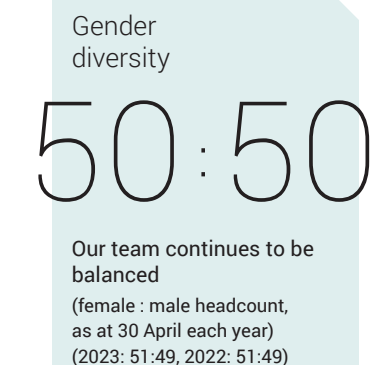 Gender
diversity
50:50
Our team continues to be
balanced
(female : male headcount,
as at 30 April each year)
(2023: 51:49, 2022: 51:49)